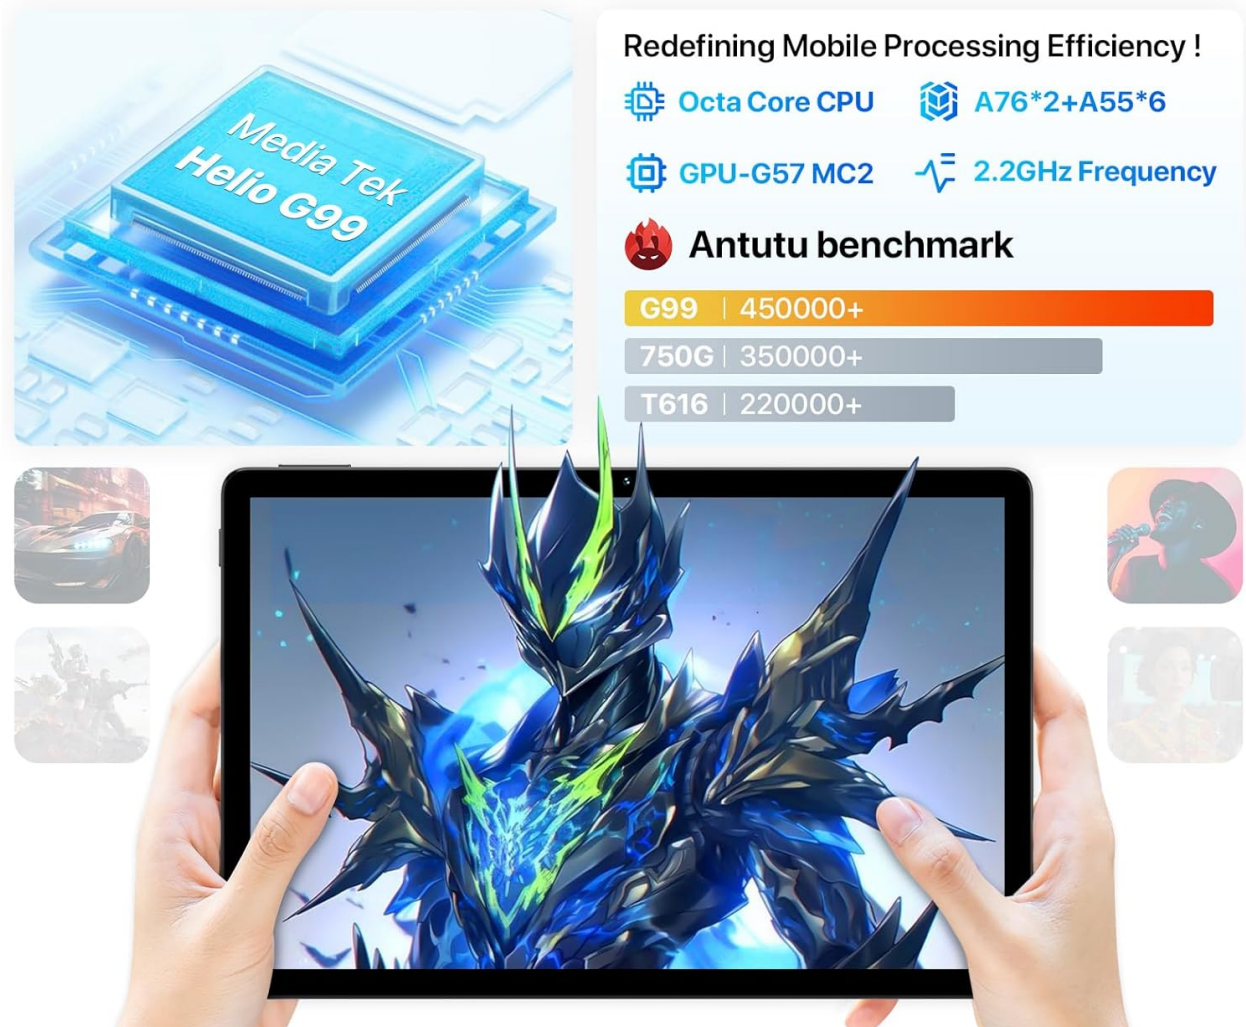 Media Tek
Helio G99
Redefining Mobile Processing Efficiency !
Octa Core CPU
A76*2+A55*6
GPU-G57 MC2
2.2GHz Frequency
Antutu benchmark
G99 | 450000+
750G | 350000+
T616 | 220000+